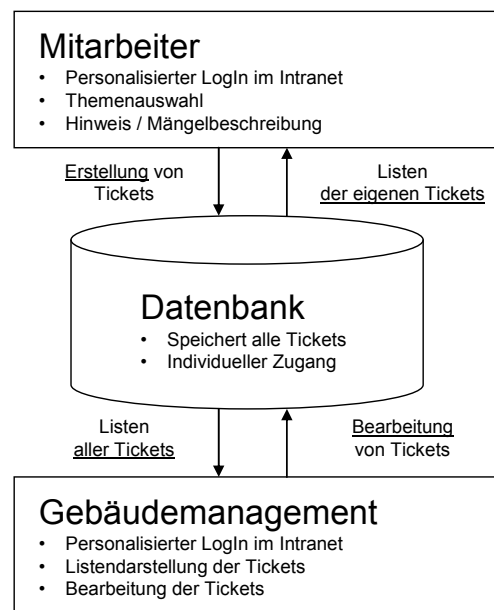 Mitarbeiter
• Personalisierter LogIn im Intranet
• Themenauswahl
• Hinweis / Mängelbeschreibung
Erstellung von
Tickets
Listen
der eigenen Tickets
Datenbank
• Speichert alle Tickets
• Individueller Zugang
Listen
aller Tickets
Bearbeitung
von Tickets
Gebäudemanagement
• Personalisierter LogIn im Intranet
• Listendarstellung der Tickets
• Bearbeitung der Tickets